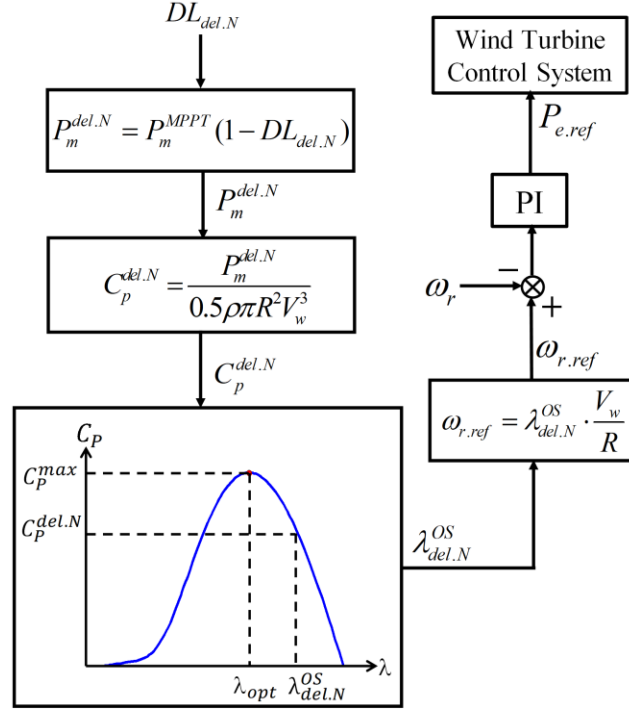 DL_{del.N}
P_m^{del.N} = P_m^{MPPT}(1 − DL_{del.N})
P_m^{del.N}
C_p^{del.N} = \frac{P_m^{del.N}}{0.5ρπR^2V_w^3}
C_p^{del.N}
C_P
C_P^{max}
C_P^{del.N}
λ_{opt}
λ_{del.N}^{OS}
λ
λ_{del.N}^{OS}
ω_{r.ref} = λ_{del.N}^{OS} · \frac{V_w}{R}
ω_{r.ref}
+
−
ω_r
PI
P_{e.ref}
Wind Turbine
Control System